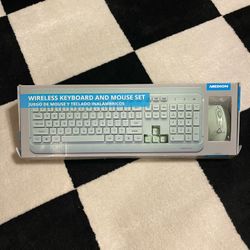 WIRELESS KEYBOARD AND MOUSE SET
JUEGO DE MOUSE Y TECLADO INALÁMBRICOS
MEDION